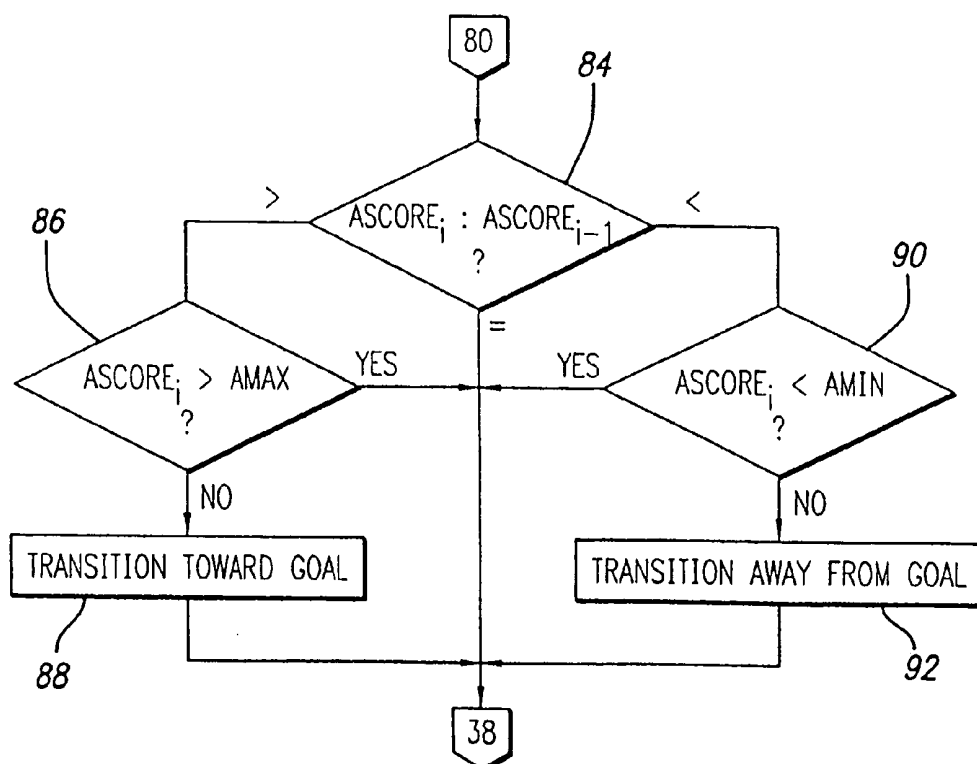 80
84
>
ASCOREi : ASCOREi-1
<
?
86
90
=
ASCOREi > AMAX
YES
YES
ASCOREi < AMIN
?
?
NO
NO
TRANSITION TOWARD GOAL
TRANSITION AWAY FROM GOAL
88
92
38